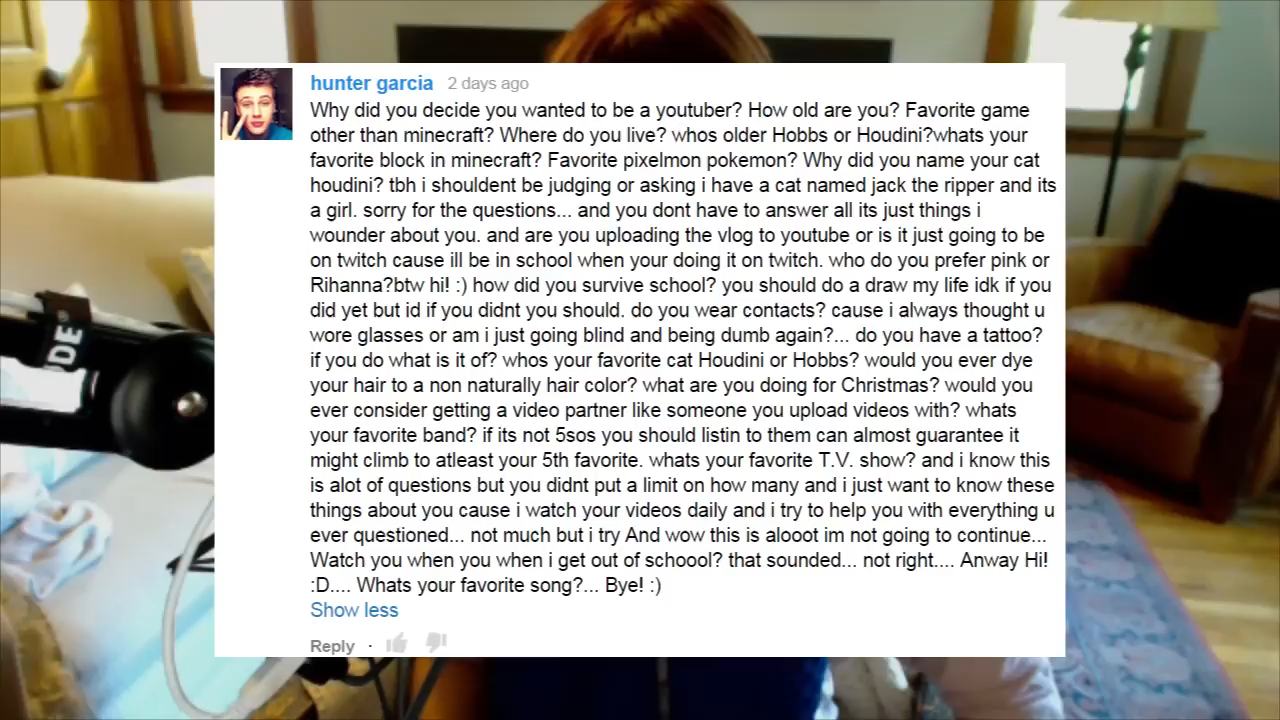 hunter garcia 2 days ago
Why did you decide you wanted to be a youtuber? How old are you? Favorite game
other than minecraft? Where do you live? whos older Hobbs or Houdini?whats your
favorite block in minecraft? Favorite pixelmon pokemon? Why did you name your cat
houdini? tbh i shouldent be judging or asking i have a cat named jack the ripper and its
a girl. sorry for the questions... and you dont have to answer all its just things i
wounder about you. and are you uploading the vlog to youtube or is it just going to be
on twitch cause ill be in school when your doing it on twitch. who do you prefer pink or
Rihanna?btw hi! :) how did you survive school? you should do a draw my life idk if you
did yet but id if you didnt you should. do you wear contacts? cause i always thought u
wore glasses or am i just going blind and being dumb again?... do you have a tattoo?
if you do what is it of? whos your favorite cat Houdini or Hobbs? would you ever dye
your hair to a non naturally hair color? what are you doing for Christmas? would you
ever consider getting a video partner like someone you upload videos with? whats
your favorite band? if its not 5sos you should listin to them can almost guarantee it
might climb to atleast your 5th favorite. whats your favorite T.V. show? and i know this
is alot of questions but you didnt put a limit on how many and i just want to know these
things about you cause i watch your videos daily and i try to help you with everything u
ever questioned... not much but i try And wow this is alooot im not going to continue...
Watch you when you when i get out of schoool? that sounded... not right.... Anway Hi!
:D.... Whats your favorite song?... Bye! :)
Show less
Reply ·